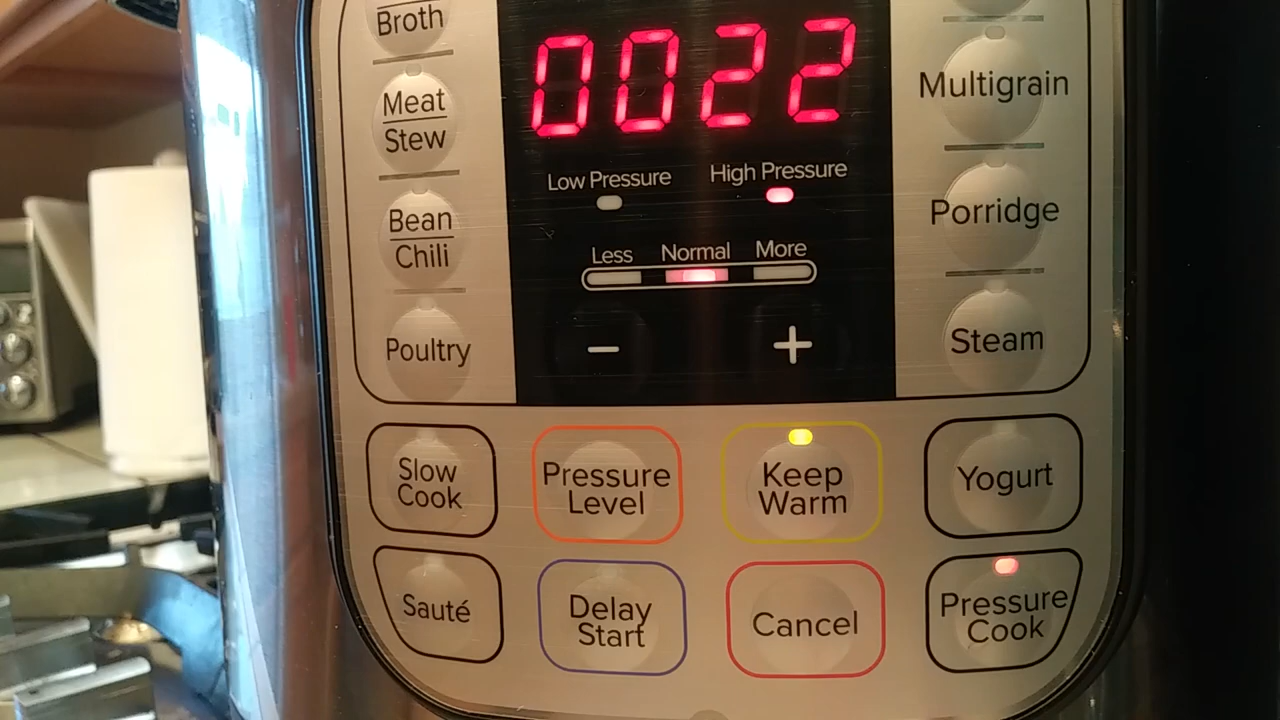 Broth
0022
Multigrain
Meat
Stew
Low Pressure
High Pressure
Porridge
Bean
Chili
Less
Normal
More
Poultry
−
+
Steam
Slow
Cook
Pressure
Level
Keep
Warm
Yogurt
Sauté
Delay
Start
Cancel
Pressure
Cook